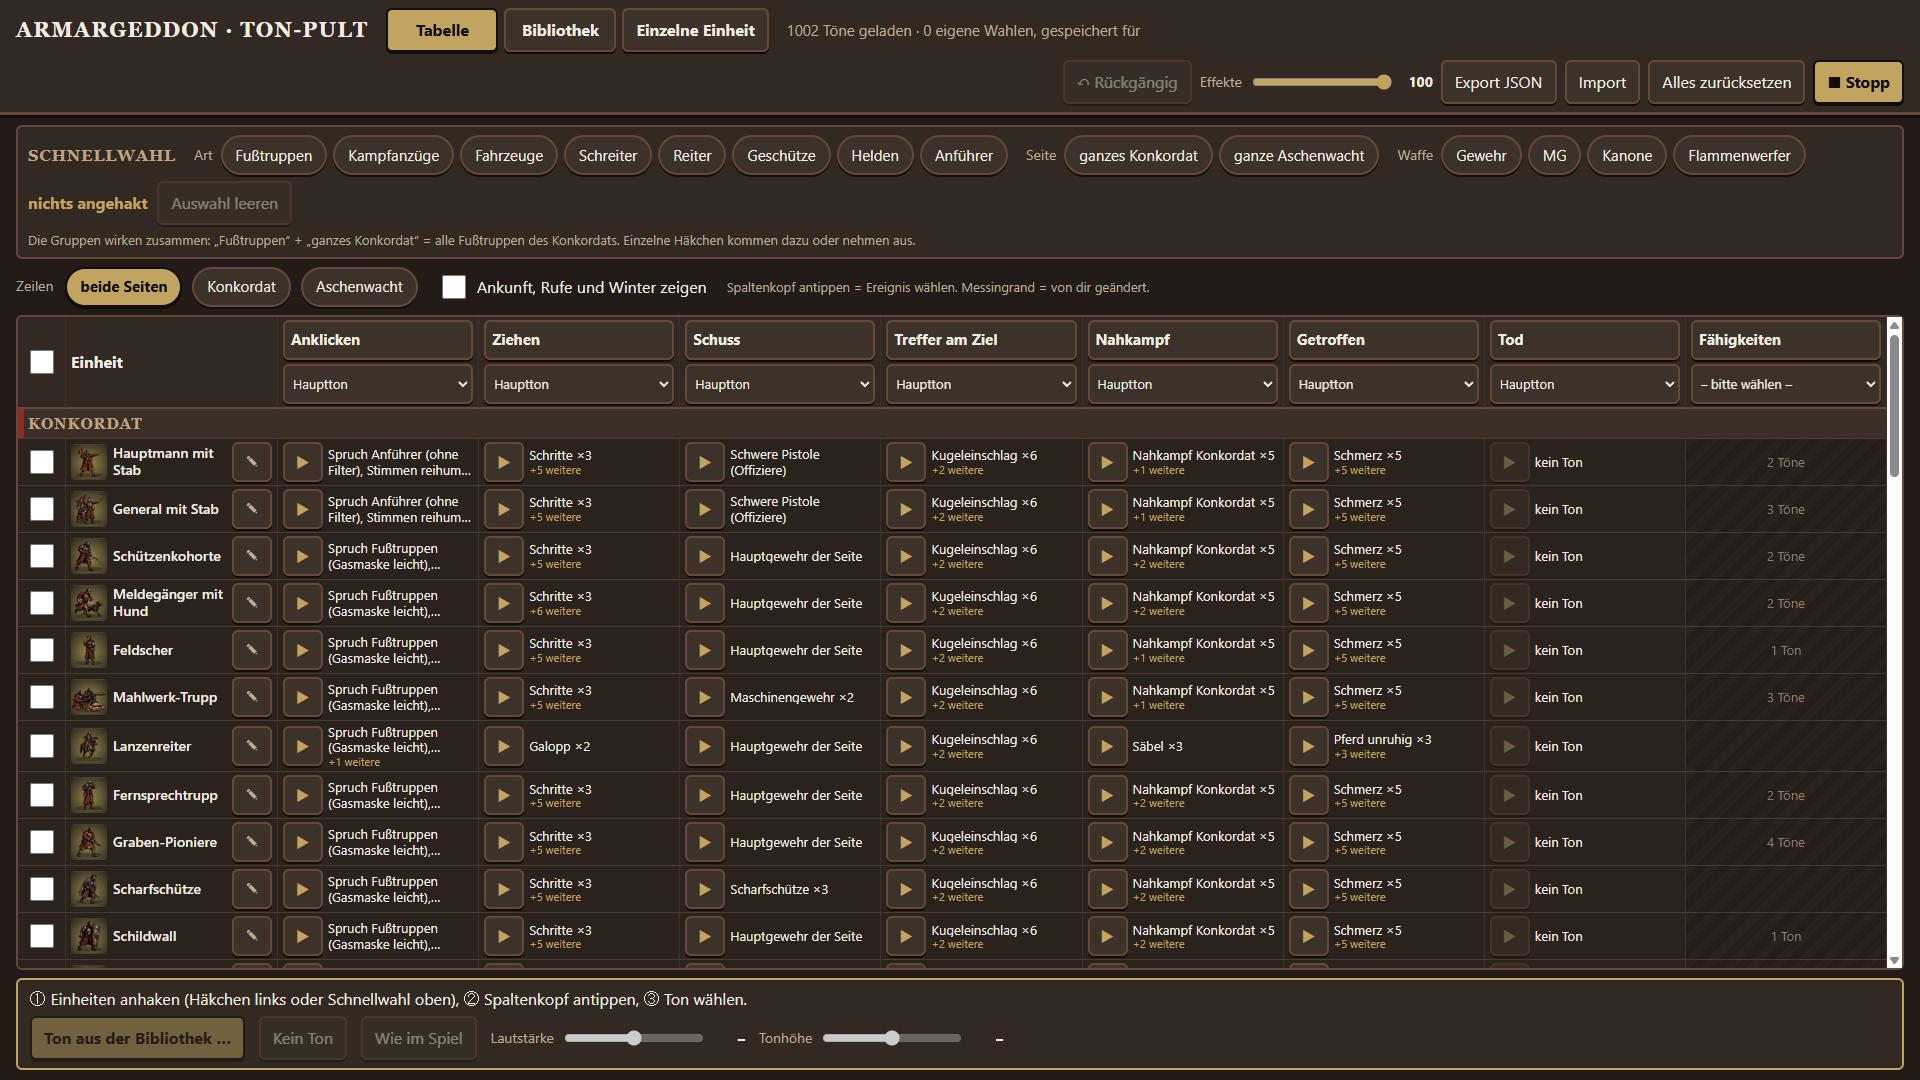 ARMARGEDDON · TON-PULT
Tabelle
Bibliothek
Einzelne Einheit
1002 Töne geladen · 0 eigene Wahlen, gespeichert für
↶ Rückgängig
Effekte
100
Export JSON
Import
Alles zurücksetzen
■ Stopp
SCHNELLWAHL
Art
Fußtruppen
Kampfanzüge
Fahrzeuge
Schreiter
Reiter
Geschütze
Helden
Anführer
Seite
ganzes Konkordat
ganze Aschenwacht
Waffe
Gewehr
MG
Kanone
Flammenwerfer
nichts angehakt
Auswahl leeren
Die Gruppen wirken zusammen: „Fußtruppen“ + „ganzes Konkordat“ = alle Fußtruppen des Konkordats. Einzelne Häkchen kommen dazu oder nehmen aus.
Zeilen
beide Seiten
Konkordat
Aschenwacht
Ankunft, Rufe und Winter zeigen
Spaltenkopf antippen = Ereignis wählen. Messingrand = von dir geändert.
Einheit
Anklicken
Ziehen
Schuss
Treffer am Ziel
Nahkampf
Getroffen
Tod
Fähigkeiten
Hauptton
Hauptton
Hauptton
Hauptton
Hauptton
Hauptton
Hauptton
– bitte wählen –
KONKORDAT
Hauptmann mit
Stab
Spruch Anführer (ohne
Filter), Stimmen reihum...
Schritte ×3
+5 weitere
Schwere Pistole
(Offiziere)
Kugeleinschlag ×6
+2 weitere
Nahkampf Konkordat ×5
+1 weitere
Schmerz ×5
+5 weitere
kein Ton
2 Töne
General mit Stab
Spruch Anführer (ohne
Filter), Stimmen reihum...
Schritte ×3
+5 weitere
Schwere Pistole
(Offiziere)
Kugeleinschlag ×6
+2 weitere
Nahkampf Konkordat ×5
+1 weitere
Schmerz ×5
+5 weitere
kein Ton
3 Töne
Schützenkohorte
Spruch Fußtruppen
(Gasmaske leicht),...
Schritte ×3
+5 weitere
Hauptgewehr der Seite
Kugeleinschlag ×6
+2 weitere
Nahkampf Konkordat ×5
+2 weitere
Schmerz ×5
+5 weitere
kein Ton
2 Töne
Meldegänger mit
Hund
Spruch Fußtruppen
(Gasmaske leicht),...
Schritte ×3
+6 weitere
Hauptgewehr der Seite
Kugeleinschlag ×6
+2 weitere
Nahkampf Konkordat ×5
+2 weitere
Schmerz ×5
+5 weitere
kein Ton
2 Töne
Feldscher
Spruch Fußtruppen
(Gasmaske leicht),...
Schritte ×3
+5 weitere
Hauptgewehr der Seite
Kugeleinschlag ×6
+2 weitere
Nahkampf Konkordat ×5
+1 weitere
Schmerz ×5
+5 weitere
kein Ton
1 Ton
Mahlwerk-Trupp
Spruch Fußtruppen
(Gasmaske leicht),...
Schritte ×3
+5 weitere
Maschinengewehr ×2
Kugeleinschlag ×6
+2 weitere
Nahkampf Konkordat ×5
+1 weitere
Schmerz ×5
+5 weitere
kein Ton
3 Töne
Lanzenreiter
Spruch Fußtruppen
(Gasmaske leicht),...
+1 weitere
Galopp ×2
Hauptgewehr der Seite
Kugeleinschlag ×6
+2 weitere
Säbel ×3
Pferd unruhig ×3
+3 weitere
kein Ton
Fernsprechtrupp
Spruch Fußtruppen
(Gasmaske leicht),...
Schritte ×3
+5 weitere
Hauptgewehr der Seite
Kugeleinschlag ×6
+2 weitere
Nahkampf Konkordat ×5
+2 weitere
Schmerz ×5
+5 weitere
kein Ton
2 Töne
Graben-Pioniere
Spruch Fußtruppen
(Gasmaske leicht),...
Schritte ×3
+5 weitere
Hauptgewehr der Seite
Kugeleinschlag ×6
+2 weitere
Nahkampf Konkordat ×5
+2 weitere
Schmerz ×5
+5 weitere
kein Ton
4 Töne
Scharfschütze
Spruch Fußtruppen
(Gasmaske leicht),...
Schritte ×3
+5 weitere
Scharfschütze ×3
Kugeleinschlag ×6
+2 weitere
Nahkampf Konkordat ×5
+2 weitere
Schmerz ×5
+5 weitere
kein Ton
Schildwall
Spruch Fußtruppen
(Gasmaske leicht),...
Schritte ×3
+5 weitere
Hauptgewehr der Seite
Kugeleinschlag ×6
+2 weitere
Nahkampf Konkordat ×5
+2 weitere
Schmerz ×5
+5 weitere
kein Ton
1 Ton
① Einheiten anhaken (Häkchen links oder Schnellwahl oben), ② Spaltenkopf antippen, ③ Ton wählen.
Ton aus der Bibliothek ...
Kein Ton
Wie im Spiel
Lautstärke
–
Tonhöhe
–